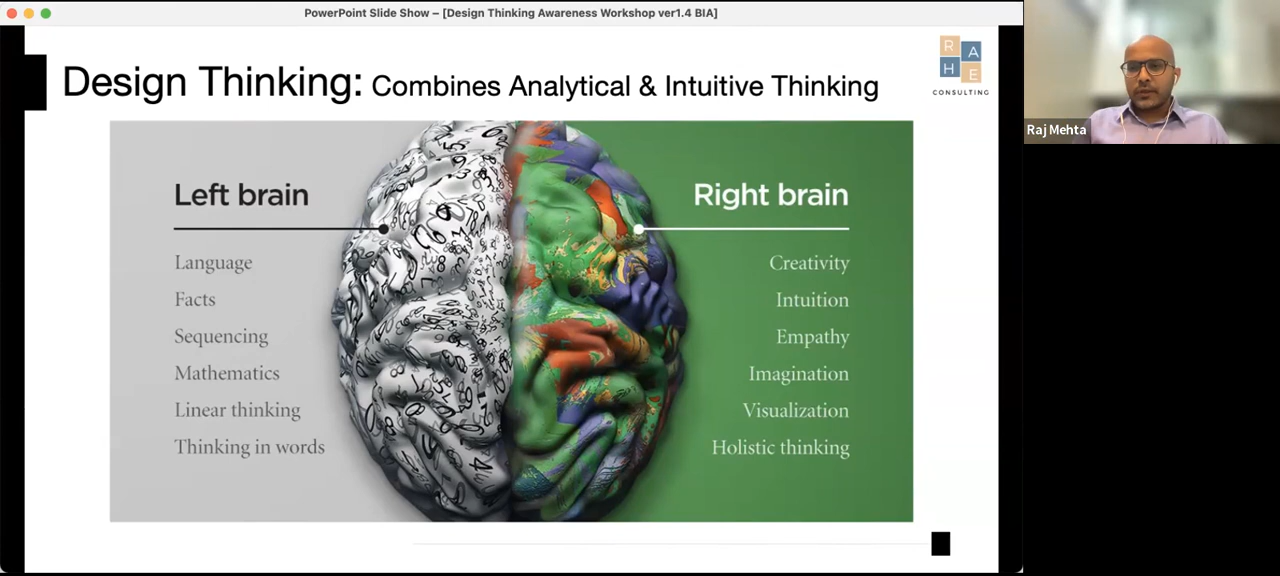 PowerPoint Slide Show – [Design Thinking Awareness Workshop ver1.4 BIA]
Design Thinking: Combines Analytical & Intuitive Thinking
R A
H E
CONSULTING
Raj Mehta
Left brain
Language
Facts
Sequencing
Mathematics
Linear thinking
Thinking in words
Right brain
Creativity
Intuition
Empathy
Imagination
Visualization
Holistic thinking